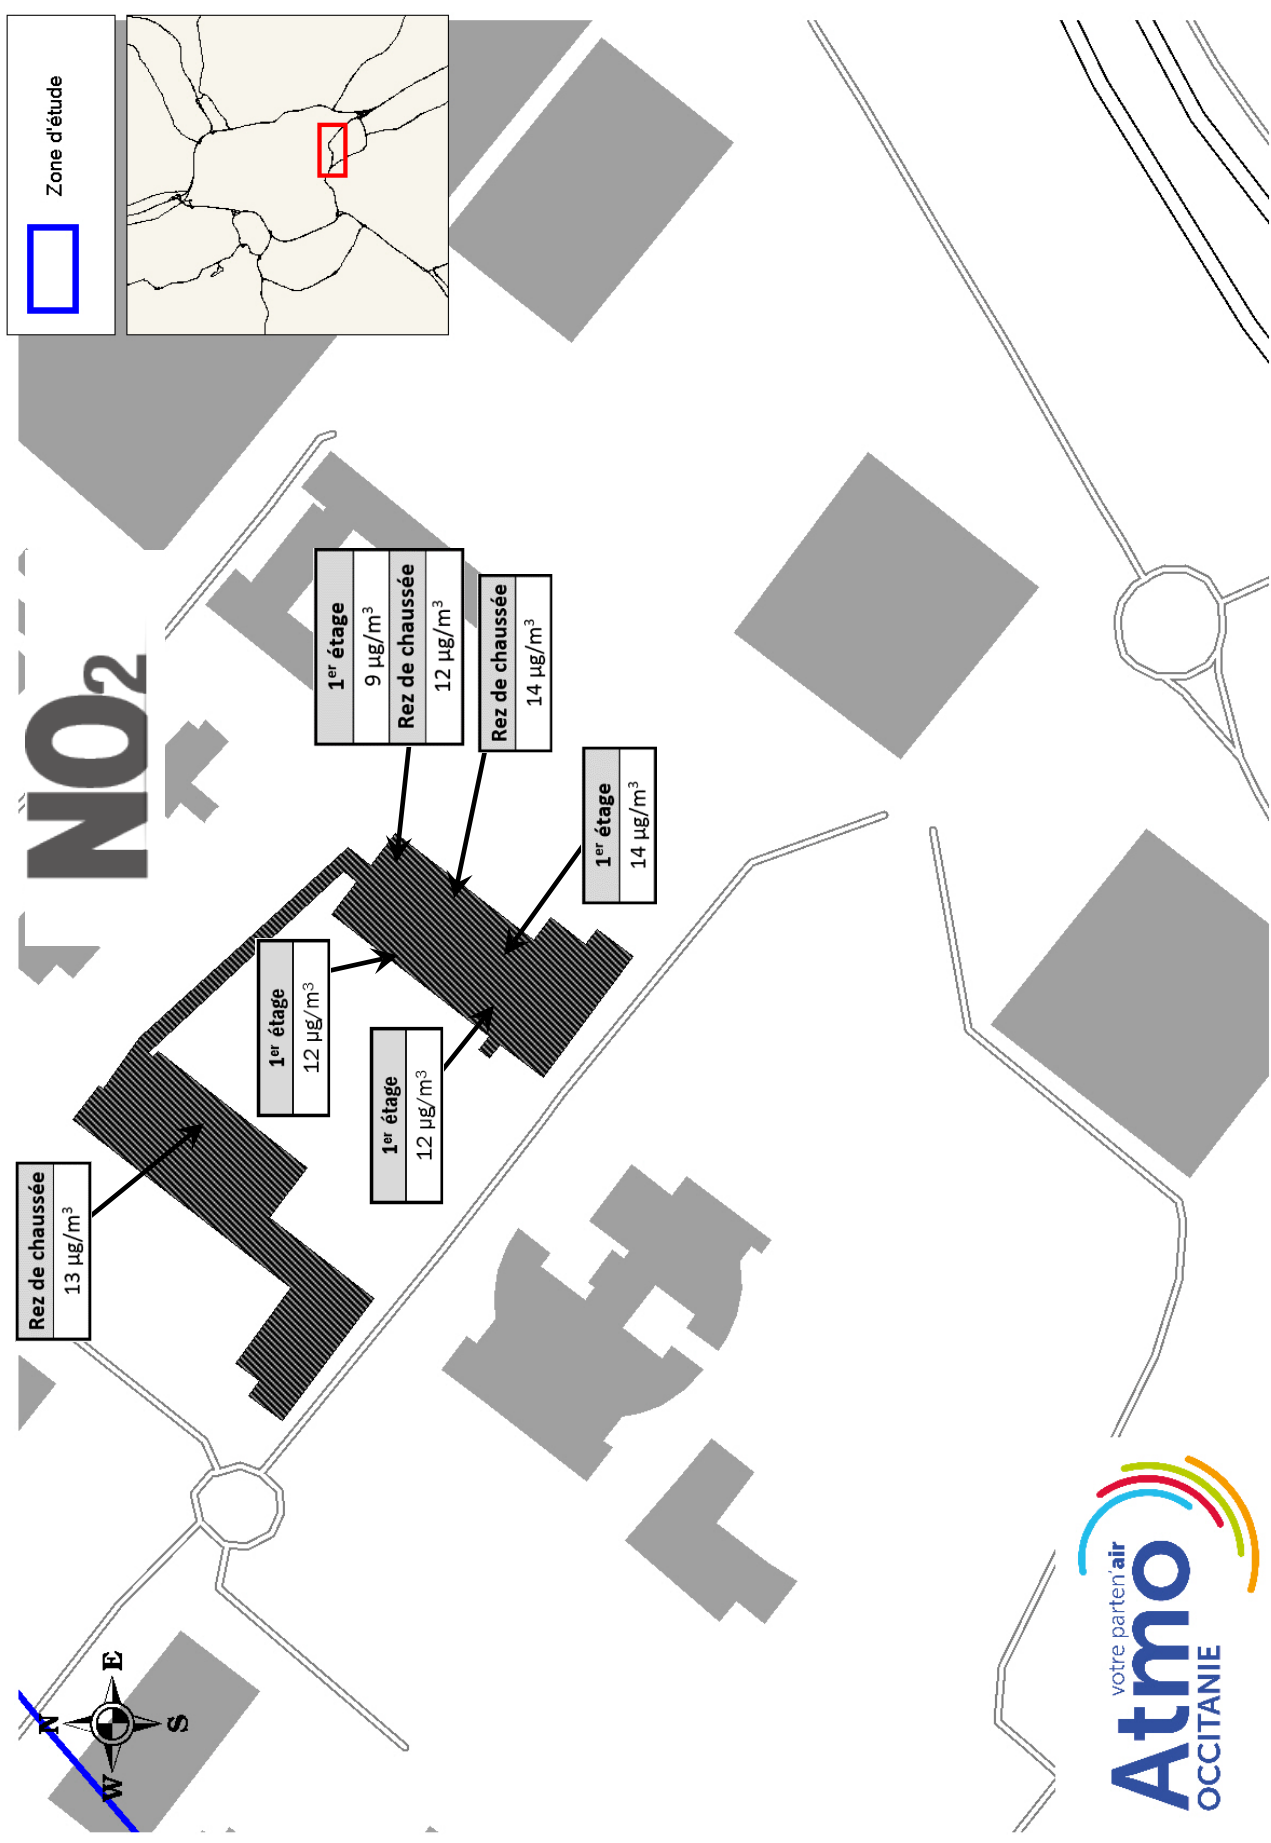 Zone d'étude
NO2
1er étage
9 µg/m³
Rez de chaussée
12 µg/m³
Rez de chaussée
14 µg/m³
1er étage
14 µg/m³
1er étage
12 µg/m³
1er étage
12 µg/m³
Rez de chaussée
13 µg/m³
N
W
E
S
votre parten'air
Atmo
OCCITANIE